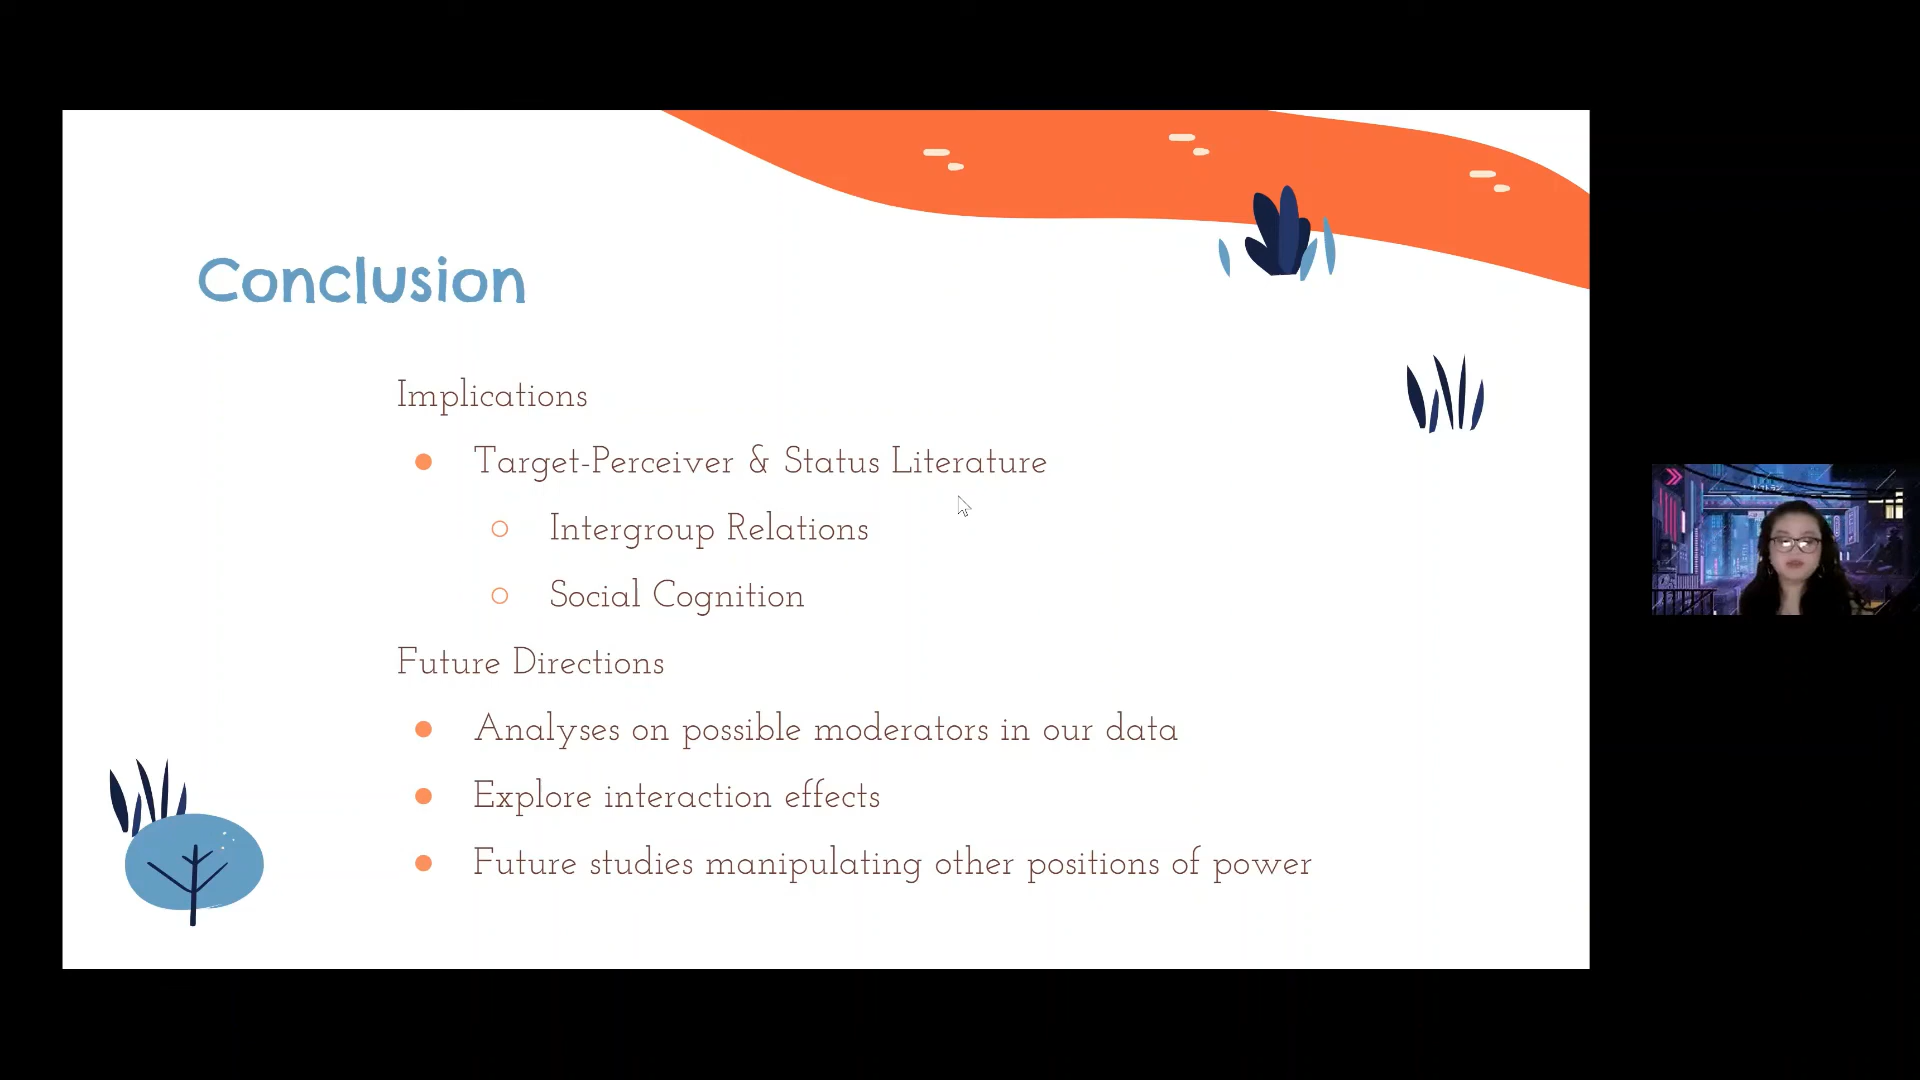 Conclusion
Implications
Target-Perceiver & Status Literature
Intergroup Relations
Social Cognition
Future Directions
Analyses on possible moderators in our data
Explore interaction effects
Future studies manipulating other positions of power